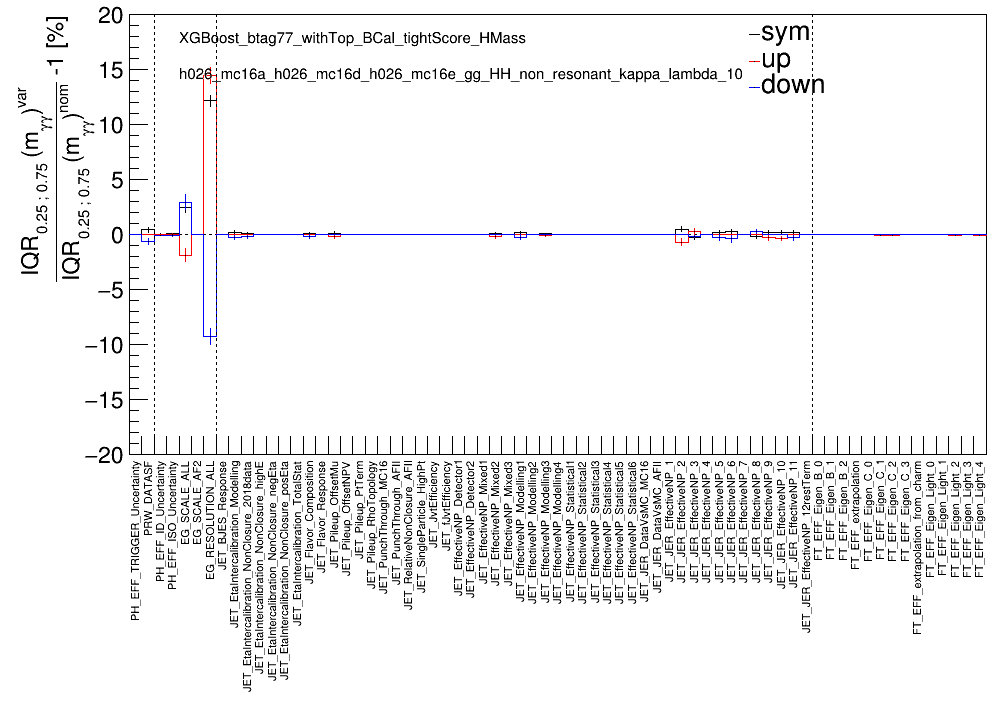 XGBoost_btag77_withTop_BCal_tightScore_HMass
h026_mc16a_h026_mc16d_h026_mc16e_gg_HH_non_resonant_kappa_lambda_10
sym
up
down
IQR0.25 ; 0.75 (mγγ)var
IQR0.25 ; 0.75 (mγγ)nom
-1 [%]
20
15
10
5
0
−5
−10
−15
−20
PH_EFF_TRIGGER_Uncertainty
PRW_DATASF
PH_EFF_ID_Uncertainty
PH_EFF_ISO_Uncertainty
EG_SCALE_ALL
EG_SCALE_AF2
EG_RESOLUTION_ALL
JET_BJES_Response
JET_EtaIntercalibration_Modelling
JET_EtaIntercalibration_NonClosure_2018data
JET_EtaIntercalibration_NonClosure_highE
JET_EtaIntercalibration_NonClosure_negEta
JET_EtaIntercalibration_NonClosure_posEta
JET_EtaIntercalibration_TotalStat
JET_Flavor_Composition
JET_Flavor_Response
JET_Pileup_OffsetMu
JET_Pileup_OffsetNPV
JET_Pileup_PtTerm
JET_Pileup_RhoTopology
JET_PunchThrough_MC16
JET_PunchThrough_AFII
JET_RelativeNonClosure_AFII
JET_SingleParticle_HighPt
JET_JvtEfficiency
JET_fJvtEfficiency
JET_EffectiveNP_Detector1
JET_EffectiveNP_Detector2
JET_EffectiveNP_Mixed1
JET_EffectiveNP_Mixed2
JET_EffectiveNP_Mixed3
JET_EffectiveNP_Modelling1
JET_EffectiveNP_Modelling2
JET_EffectiveNP_Modelling3
JET_EffectiveNP_Modelling4
JET_EffectiveNP_Statistical1
JET_EffectiveNP_Statistical2
JET_EffectiveNP_Statistical3
JET_EffectiveNP_Statistical4
JET_EffectiveNP_Statistical5
JET_EffectiveNP_Statistical6
JET_JER_DataVsMC_MC16
JET_JER_DataVsMC_AFII
JET_JER_EffectiveNP_1
JET_JER_EffectiveNP_2
JET_JER_EffectiveNP_3
JET_JER_EffectiveNP_4
JET_JER_EffectiveNP_5
JET_JER_EffectiveNP_6
JET_JER_EffectiveNP_7
JET_JER_EffectiveNP_8
JET_JER_EffectiveNP_9
JET_JER_EffectiveNP_10
JET_JER_EffectiveNP_11
JET_JER_EffectiveNP_12restTerm
FT_EFF_Eigen_B_0
FT_EFF_Eigen_B_1
FT_EFF_Eigen_B_2
FT_EFF_extrapolation
FT_EFF_Eigen_C_0
FT_EFF_Eigen_C_1
FT_EFF_Eigen_C_2
FT_EFF_Eigen_C_3
FT_EFF_extrapolation_from_charm
FT_EFF_Eigen_Light_0
FT_EFF_Eigen_Light_1
FT_EFF_Eigen_Light_2
FT_EFF_Eigen_Light_3
FT_EFF_Eigen_Light_4